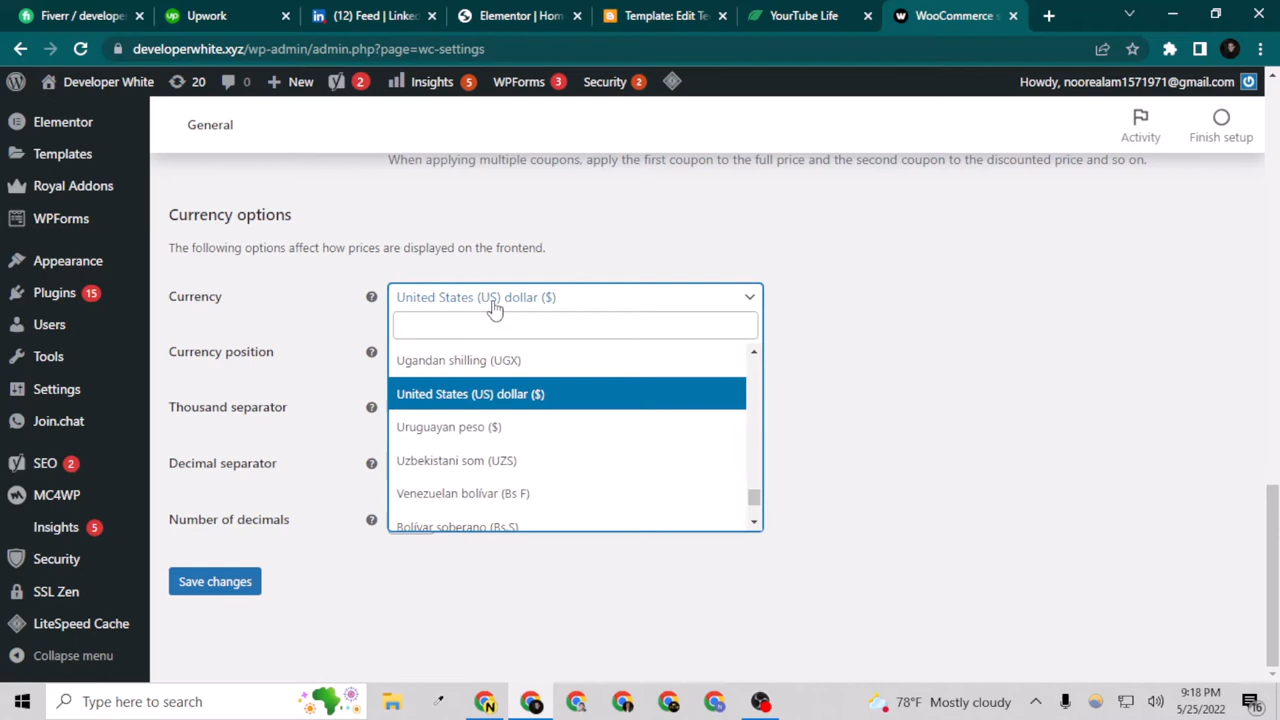 Fiverr / develope
Upwork
(12) Feed | Linked
Elementor | Hom
Template: Edit Te
YouTube Life
WooCommerce s
developerwhite.xyz/wp-admin/admin.php?page=wc-settings
Developer White
20
0
New
2
Insights
5
WPForms
3
Security
2
Howdy, noorealam1571971@gmail.com
Elementor
Templates
Royal Addons
WPForms
Appearance
Plugins
15
Users
Tools
Settings
Join.chat
SEO
2
MC4WP
Insights
5
Security
SSL Zen
LiteSpeed Cache
Collapse menu
General
Activity
Finish setup
When applying multiple coupons, apply the first coupon to the full price and the second coupon to the discounted price and so on.
Currency options
The following options affect how prices are displayed on the frontend.
Currency
United States (US) dollar ($)
Ugandan shilling (UGX)
United States (US) dollar ($)
Uruguayan peso ($)
Uzbekistani som (UZS)
Venezuelan bolívar (Bs F)
Bolívar soberano (Bs.S)
Currency position
Thousand separator
Decimal separator
Number of decimals
Save changes
Type here to search
78°F Mostly cloudy
9:18 PM
5/25/2022
16